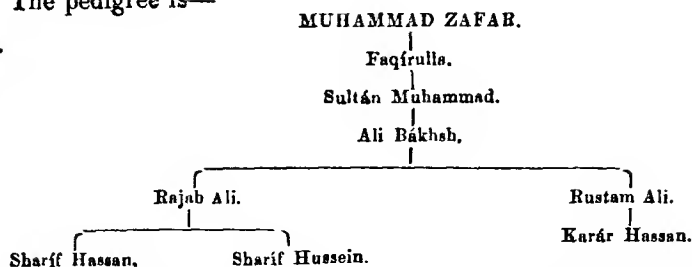 The pedigree is—
MUHAMMAD ZAFAR.
Faqírulla.
Sultán Muhammad.
Ali Bákhsh.
Rajab Ali. Rustam Ali.
Karár Hassan.
Sharíf Hassan, Sharíf Hussein.